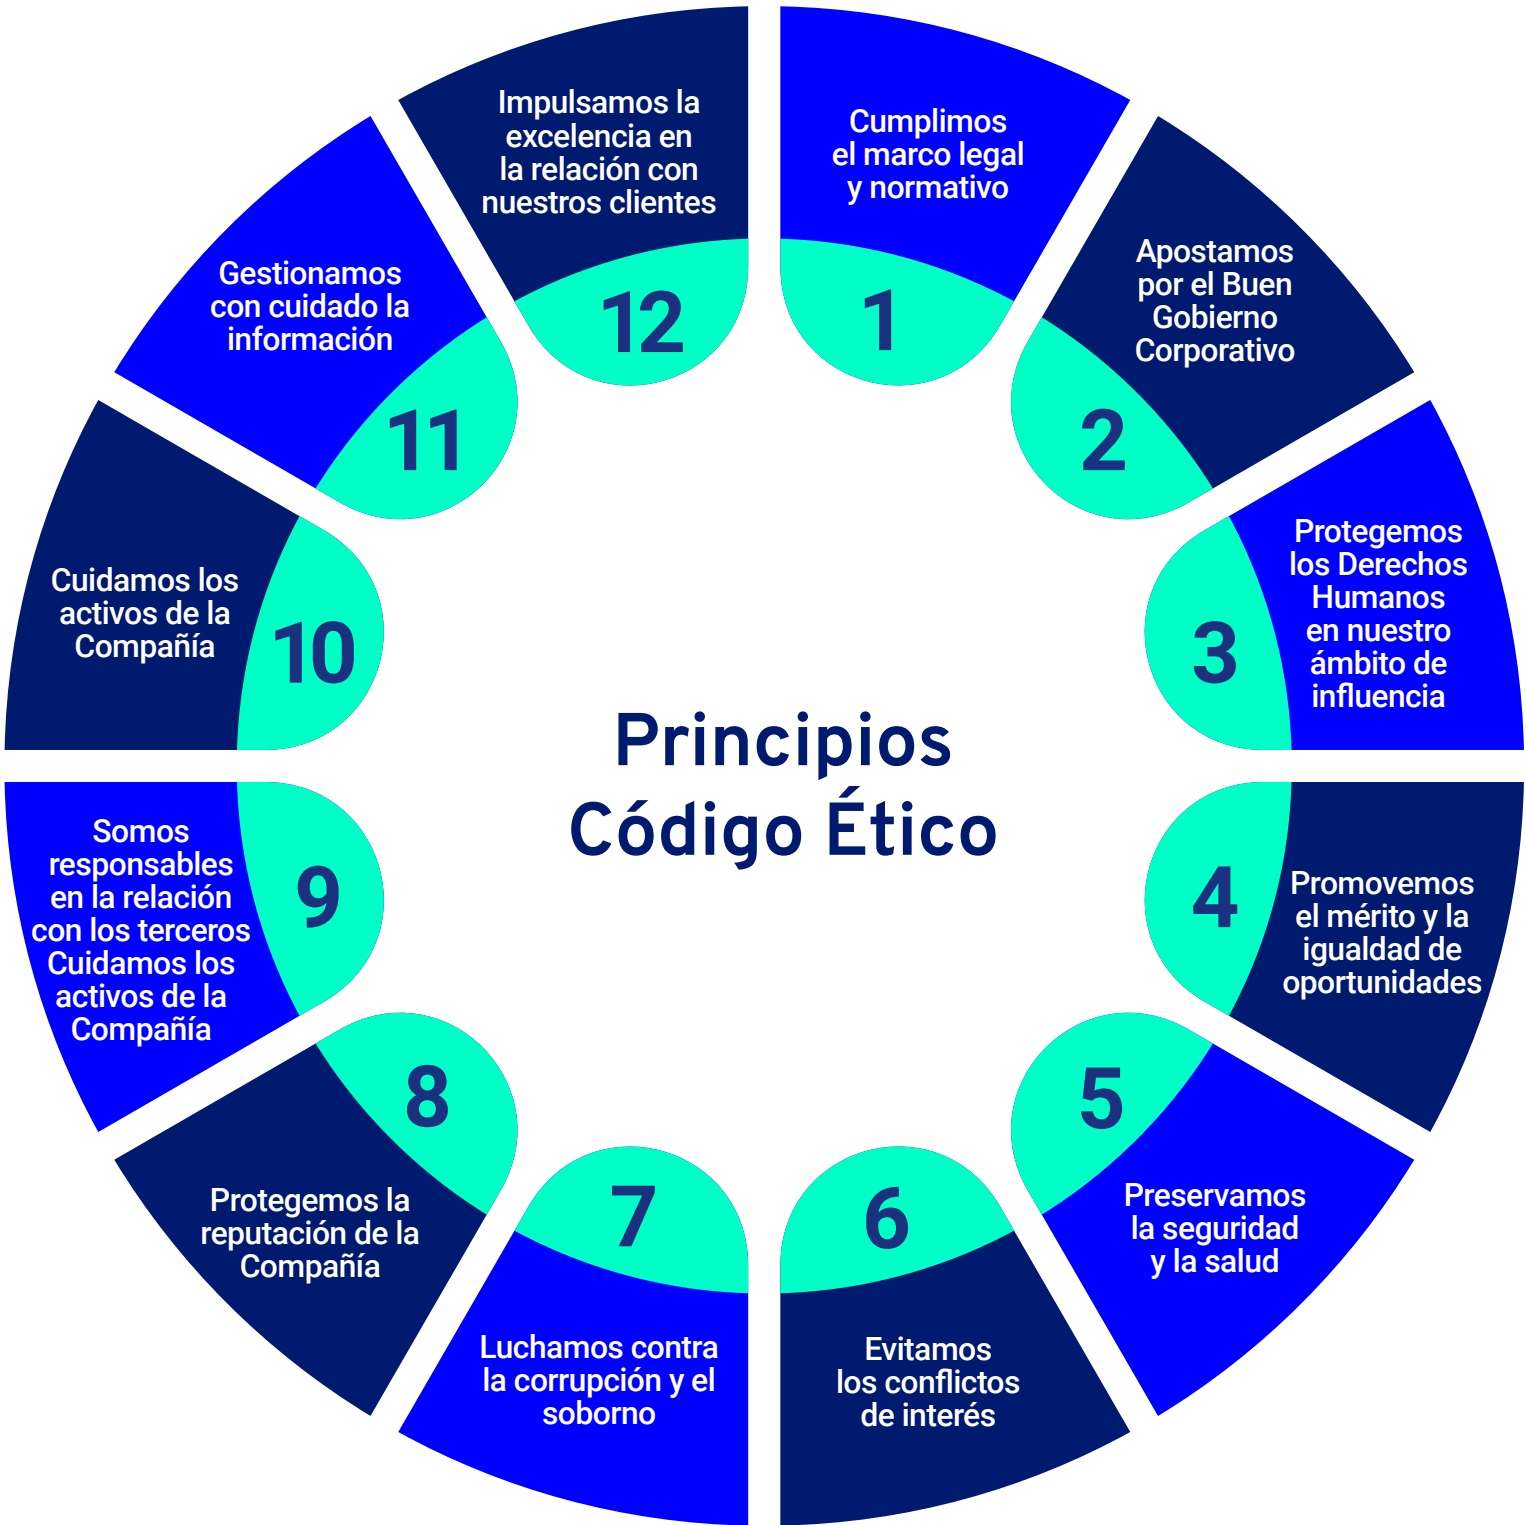 Principios
Código Ético
1
Cumplimos
el marco legal
y normativo
2
Apostamos
por el Buen
Gobierno
Corporativo
3
Protegemos
los Derechos
Humanos
en nuestro
ámbito de
influencia
4
Promovemos
el mérito y la
igualdad de
oportunidades
5
Preservamos
la seguridad
y la salud
6
Evitamos
los conflictos
de interés
7
Luchamos contra
la corrupción y el
soborno
8
Protegemos la
reputación de la
Compañía
9
Somos
responsables
en la relación
con los terceros
Cuidamos los
activos de la
Compañía
10
Cuidamos los
activos de la
Compañía
11
Gestionamos
con cuidado la
información
12
Impulsamos la
excelencia en
la relación con
nuestros clientes